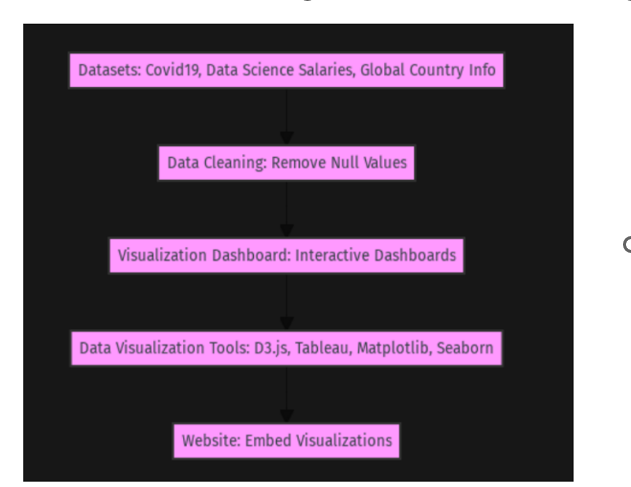 Datasets: Covid19, Data Science Salaries, Global Country Info
Data Cleaning: Remove Null Values
Visualization Dashboard: Interactive Dashboards
Data Visualization Tools: D3.js, Tableau, Matplotlib, Seaborn
Website: Embed Visualizations